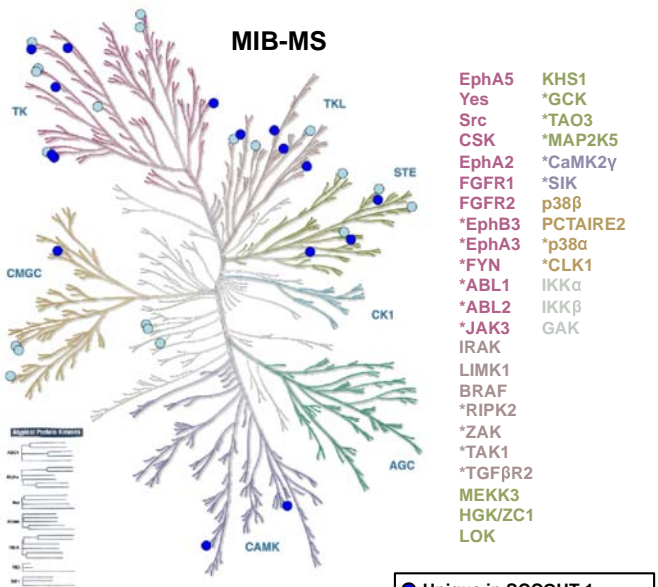 MIB-MS
TK
TKL
STE
CMGC
CK1
AGC
CAMK
Atypical Protein Kinases
EphA5
Yes
Src
CSK
EphA2
FGFR1
FGFR2
*EphB3
*EphA3
*FYN
*ABL1
*ABL2
*JAK3
IRAK
LIMK1
BRAF
*RIPK2
*ZAK
*TAK1
*TGFβR2
MEKK3
HGK/ZC1
LOK
KHS1
*GCK
*TAO3
*MAP2K5
*CaMK2γ
*SIK
p38β
PCTAIRE2
*p38α
*CLK1
IKKα
IKKβ
GAK